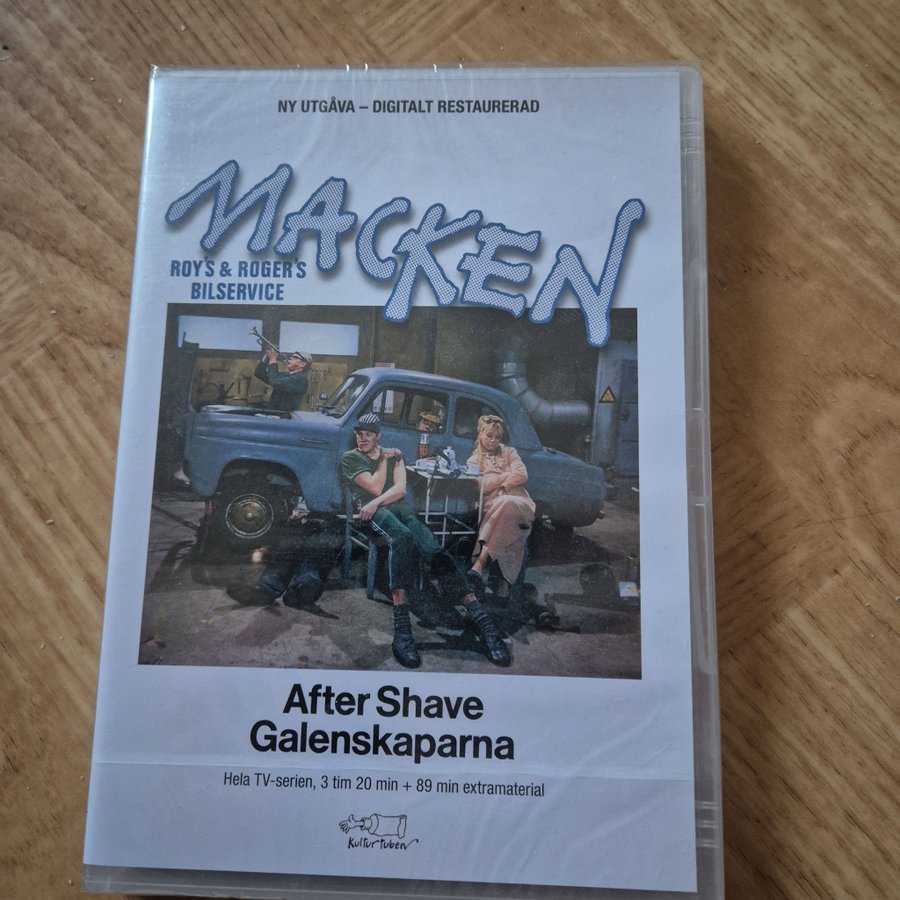 NY UTGÅVA – DIGITALT RESTAURERAD
MACKEN
ROY'S & ROGER'S
BILSERVICE
After Shave
Galenskaparna
Hela TV-serien, 3 tim 20 min + 89 min extramaterial
Kulturtuben